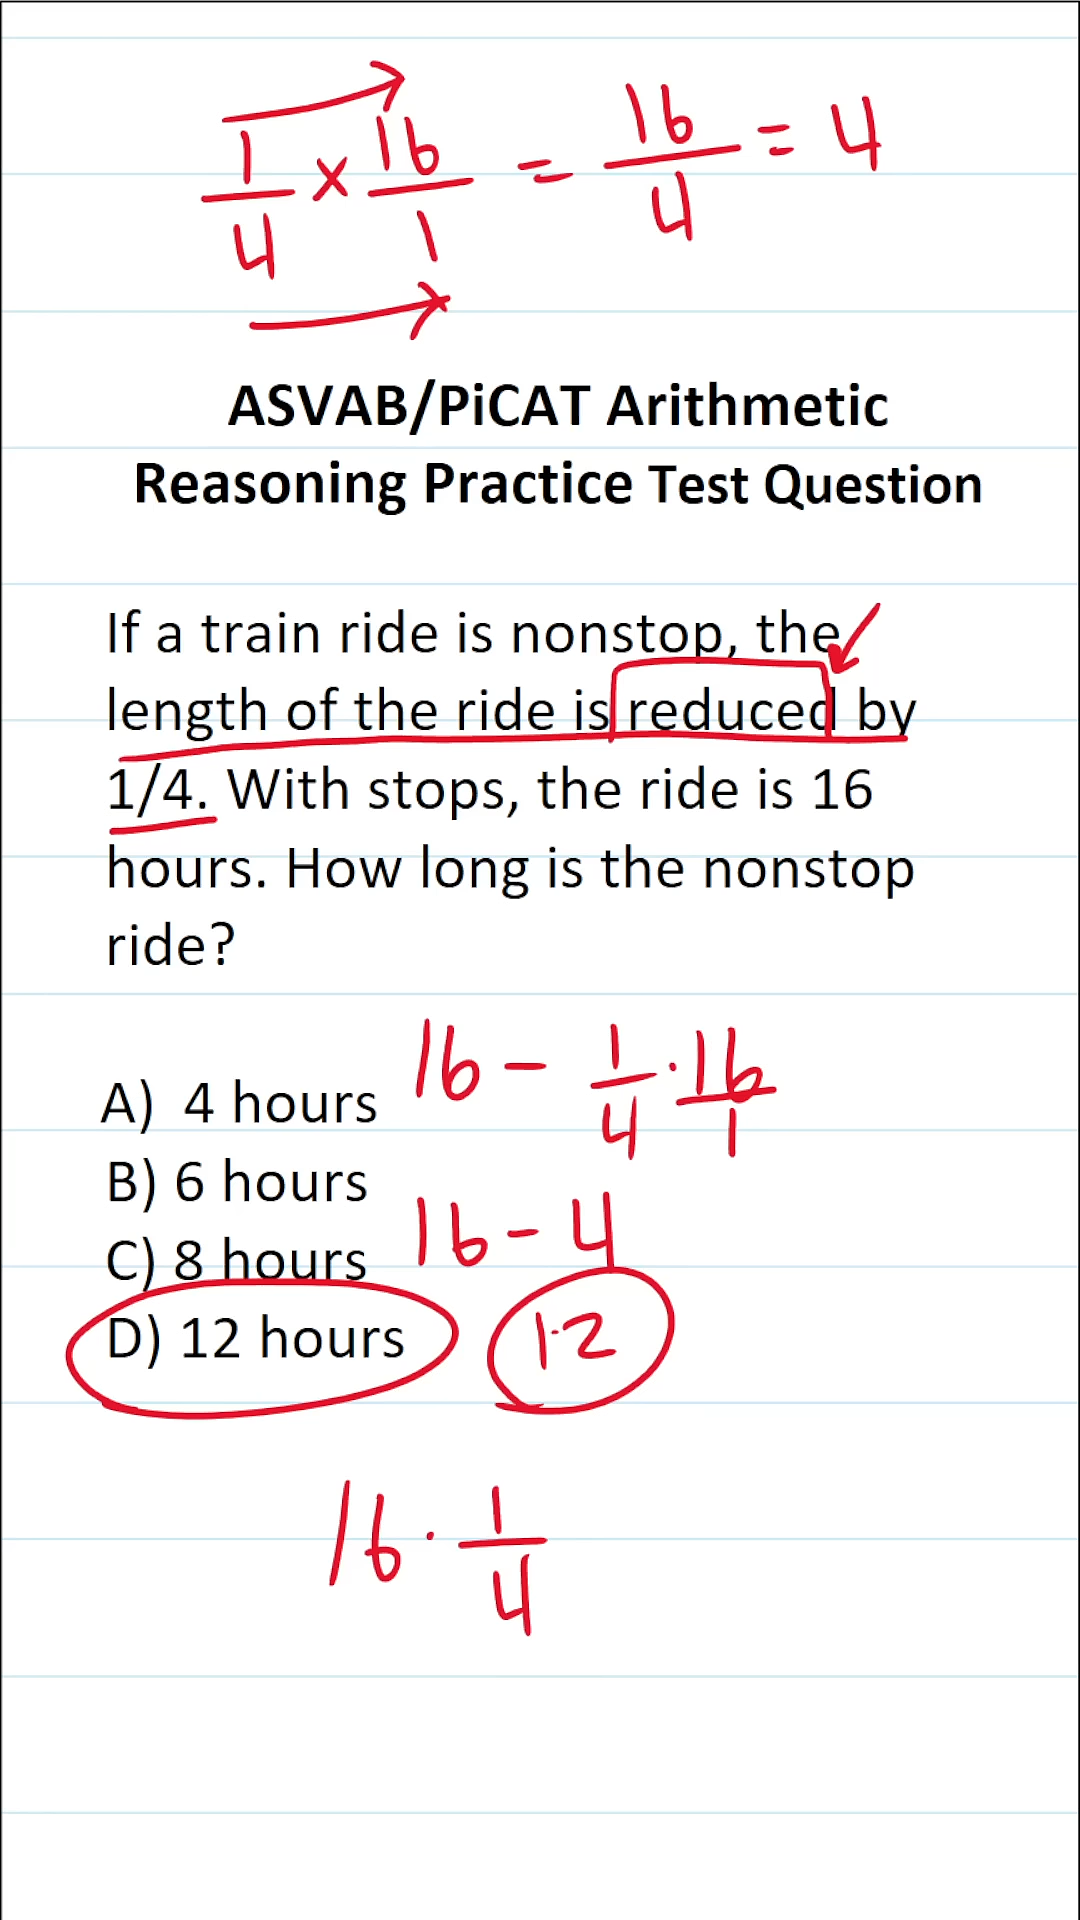 1/4 × 16/1 = 16/4 = 4
ASVAB/PiCAT Arithmetic
Reasoning Practice Test Question
If a train ride is nonstop, the
length of the ride is reduced by
1/4. With stops, the ride is 16
hours. How long is the nonstop
ride?
16 - 1/4 · 16/1
A) 4 hours
B) 6 hours
16 - 4
C) 8 hours
D) 12 hours 12
16 · 1/4